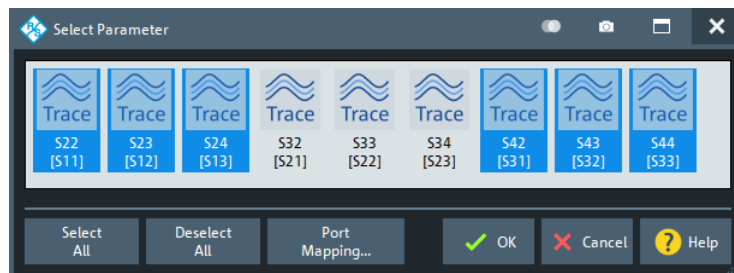 Select Parameter
Trace Trace Trace Trace Trace Trace Trace Trace Trace
S22 S23 S24 S32 S33 S34 S42 S43 S44
[S11] [S12] [S13] [S21] [S22] [S23] [S31] [S32] [S33]
Select Deselect Port OK Cancel ? Help
All All Mapping...